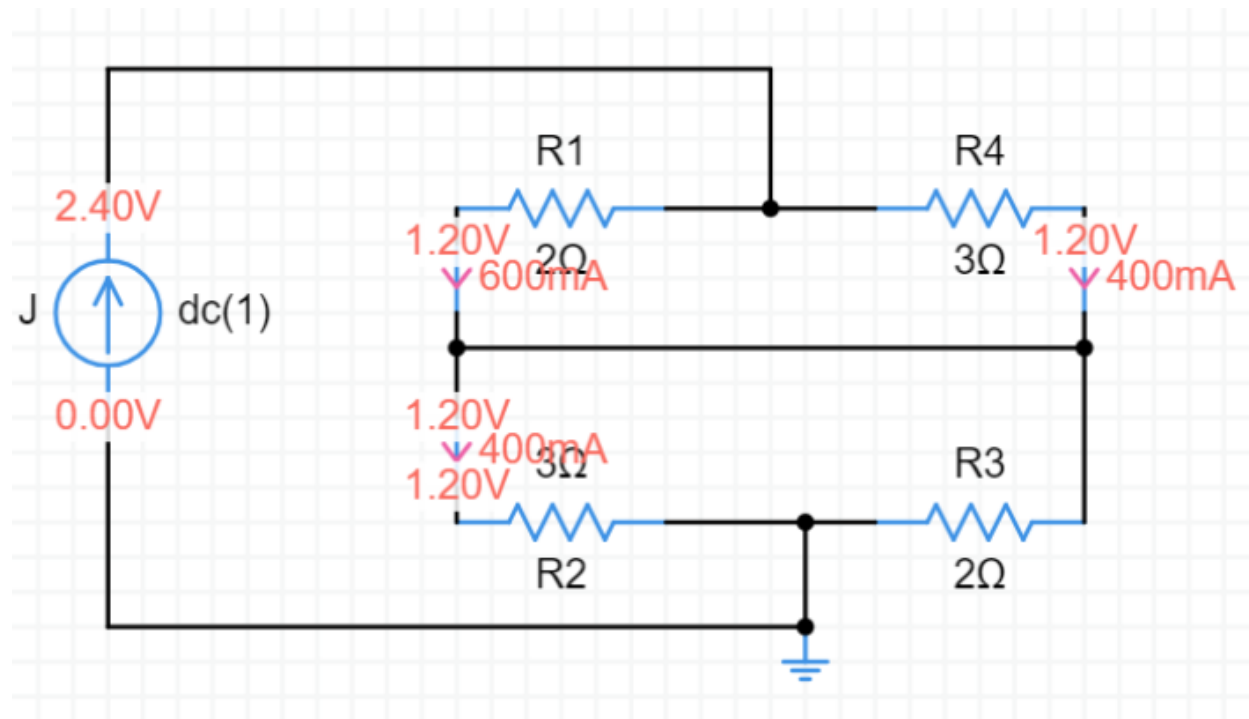 R1
R4
2.40V
1.20V
1.20V
2Ω
600mA
3Ω
400mA
J
dc(1)
0.00V
1.20V
400mA
3Ω
R3
1.20V
R2
2Ω